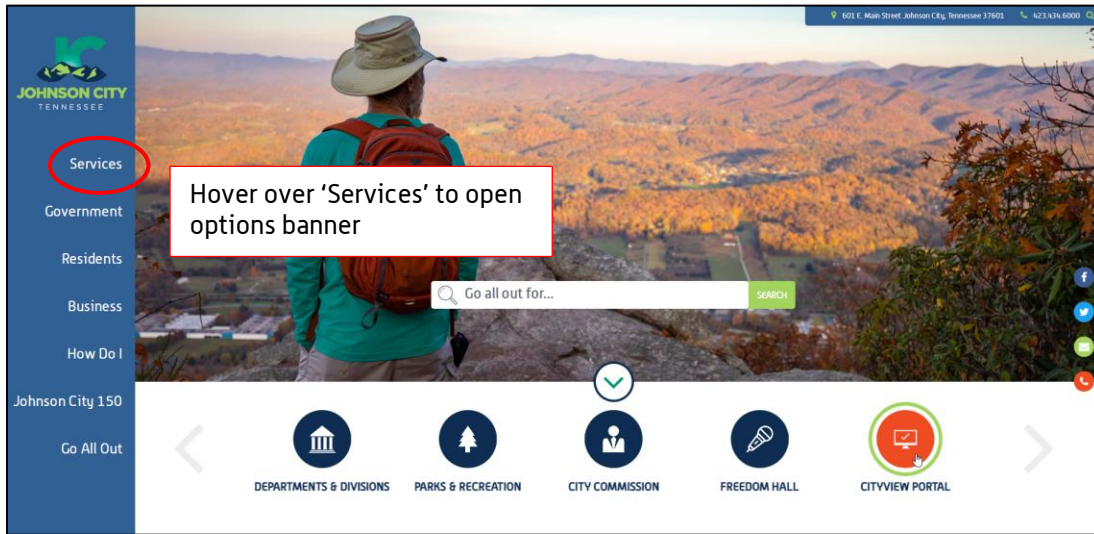 601 E. Main Street Johnson City, Tennessee 37601 423.434.6000
JC
JOHNSON CITY
TENNESSEE
Services
Government
Residents
Business
How Do I
Johnson City 150
Go All Out
Hover over ‘Services’ to open
options banner
Go all out for...
SEARCH
DEPARTMENTS & DIVISIONS
PARKS & RECREATION
CITY COMMISSION
FREEDOM HALL
CITYVIEW PORTAL